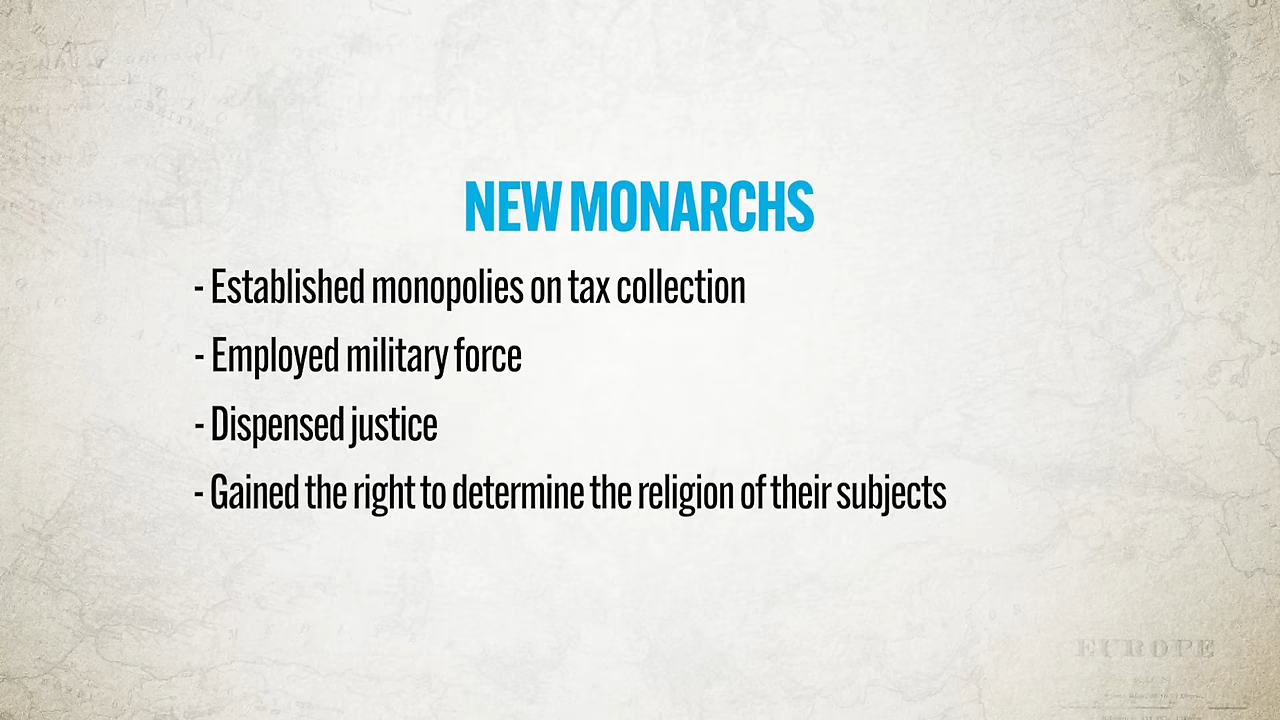 NEW MONARCHS
- Established monopolies on tax collection
- Employed military force
- Dispensed justice
- Gained the right to determine the religion of their subjects
EUROPE